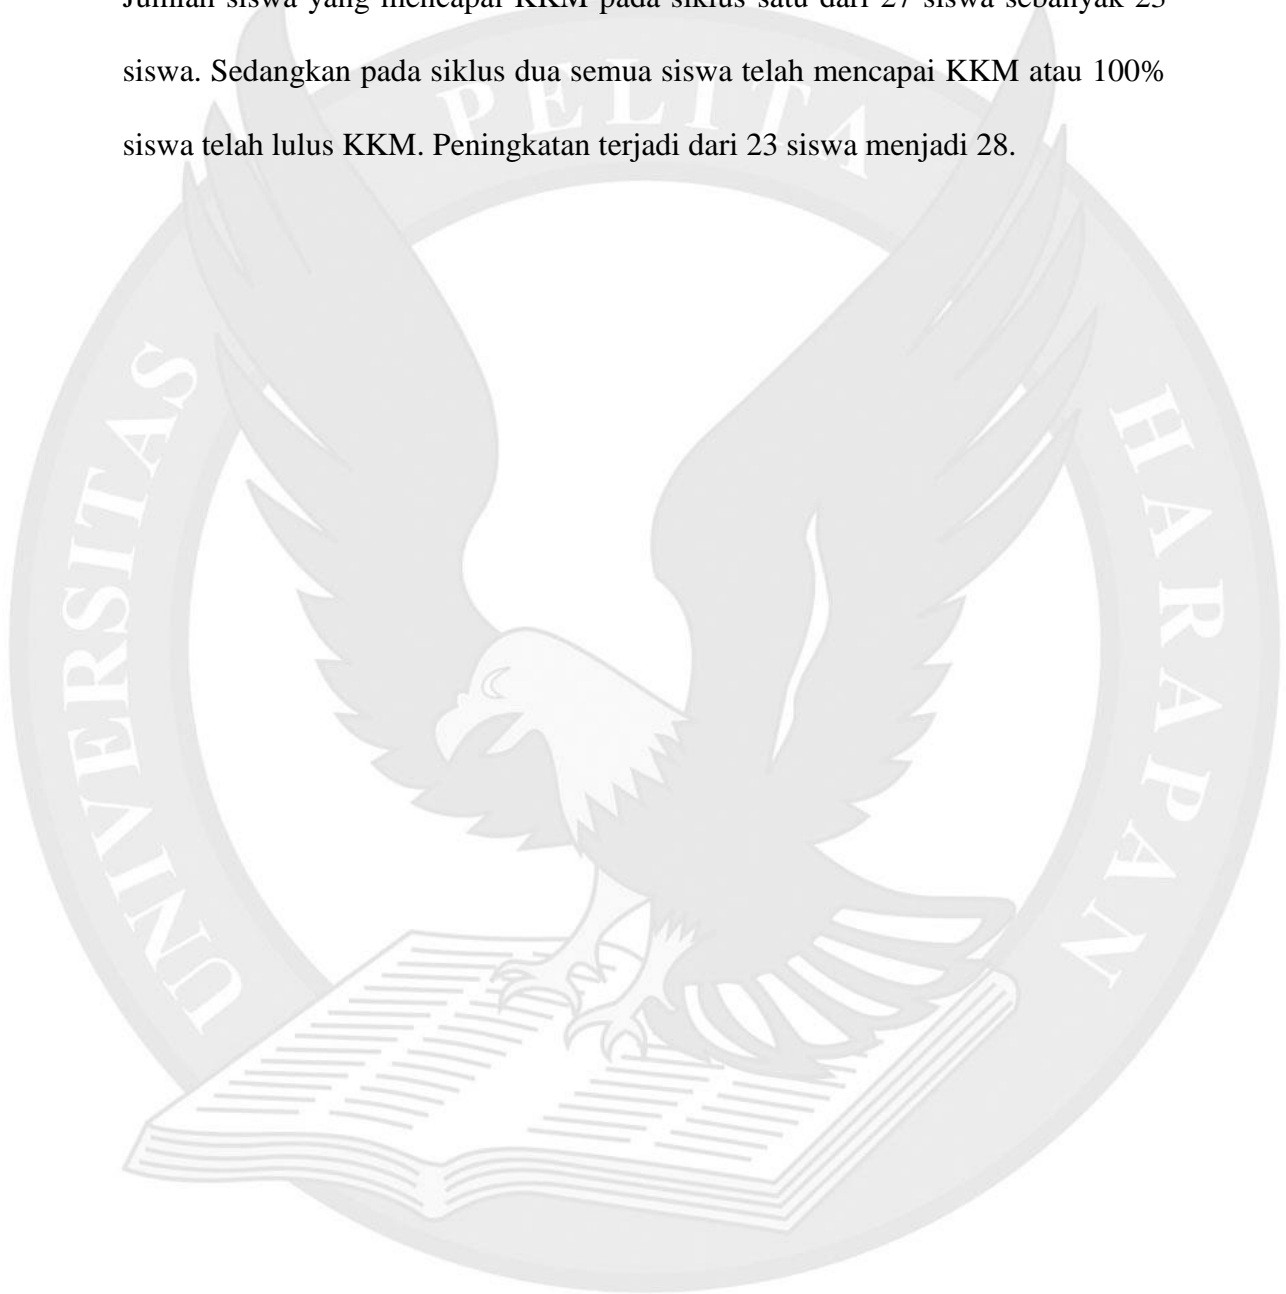 Jumlah siswa yang mencapai KKM pada siklus satu dari 27 siswa sebanyak 23
siswa. Sedangkan pada siklus dua semua siswa telah mencapai KKM atau 100%
siswa telah lulus KKM. Peningkatan terjadi dari 23 siswa menjadi 28.
UNIVERSITAS PELITA HARAPAN